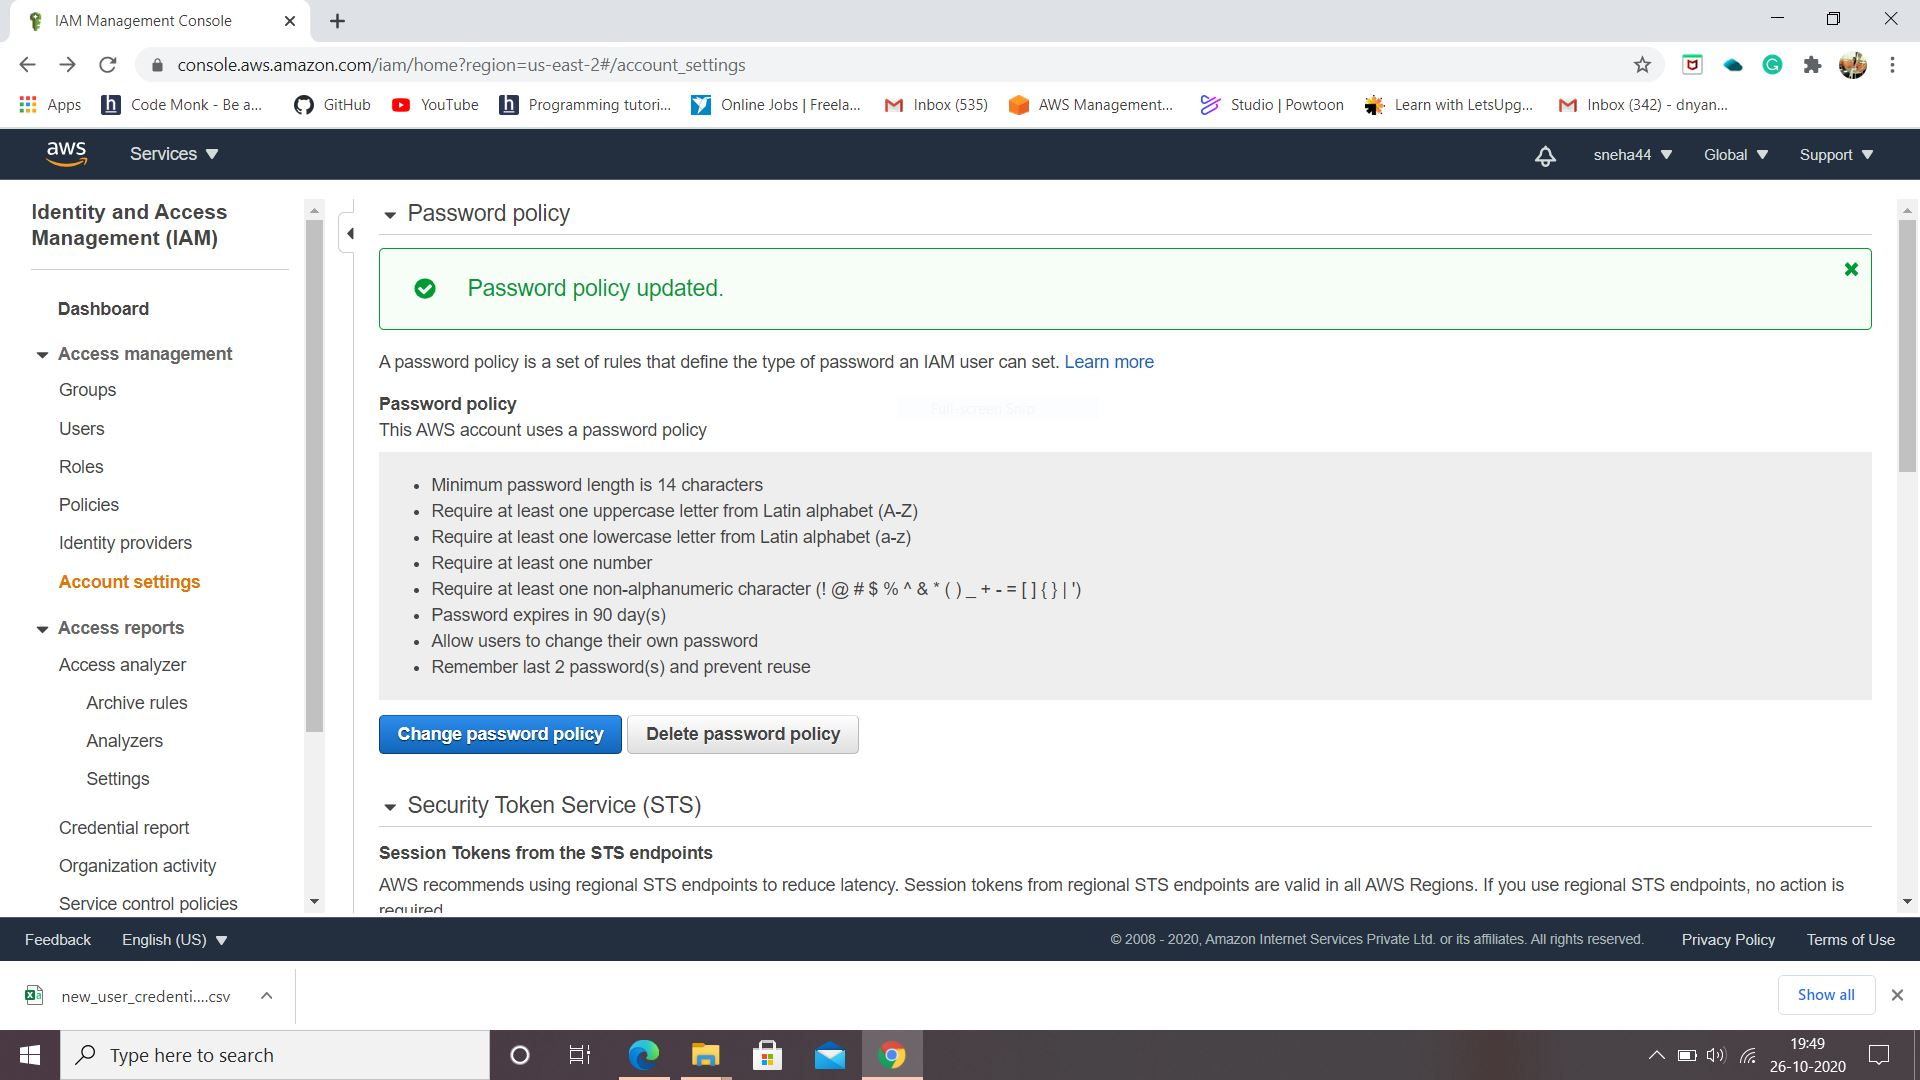 IAM Management Console
console.aws.amazon.com/iam/home?region=us-east-2#/account_settings
Apps
Code Monk - Be a...
GitHub
YouTube
Programming tutori...
Online Jobs | Freela...
Inbox (535)
AWS Management...
Studio | Powtoon
Learn with LetsUpg...
Inbox (342) - dnyan...
aws
Services
sneha44
Global
Support
Identity and Access
Management (IAM)
Dashboard
Access management
Groups
Users
Roles
Policies
Identity providers
Account settings
Access reports
Access analyzer
Archive rules
Analyzers
Settings
Credential report
Organization activity
Service control policies
Password policy
Password policy updated.
A password policy is a set of rules that define the type of password an IAM user can set. Learn more
Full-screen Snip
Password policy
This AWS account uses a password policy
• Minimum password length is 14 characters
• Require at least one uppercase letter from Latin alphabet (A-Z)
• Require at least one lowercase letter from Latin alphabet (a-z)
• Require at least one number
• Require at least one non-alphanumeric character (! @ # $ % ^ & * ( ) _ + - = [ ] { } | ')
• Password expires in 90 day(s)
• Allow users to change their own password
• Remember last 2 password(s) and prevent reuse
Change password policy
Delete password policy
Security Token Service (STS)
Session Tokens from the STS endpoints
AWS recommends using regional STS endpoints to reduce latency. Session tokens from regional STS endpoints are valid in all AWS Regions. If you use regional STS endpoints, no action is
required
Feedback
English (US)
© 2008 - 2020, Amazon Internet Services Private Ltd. or its affiliates. All rights reserved.
Privacy Policy
Terms of Use
new_user_credenti....csv
Show all
Type here to search
19:49
26-10-2020